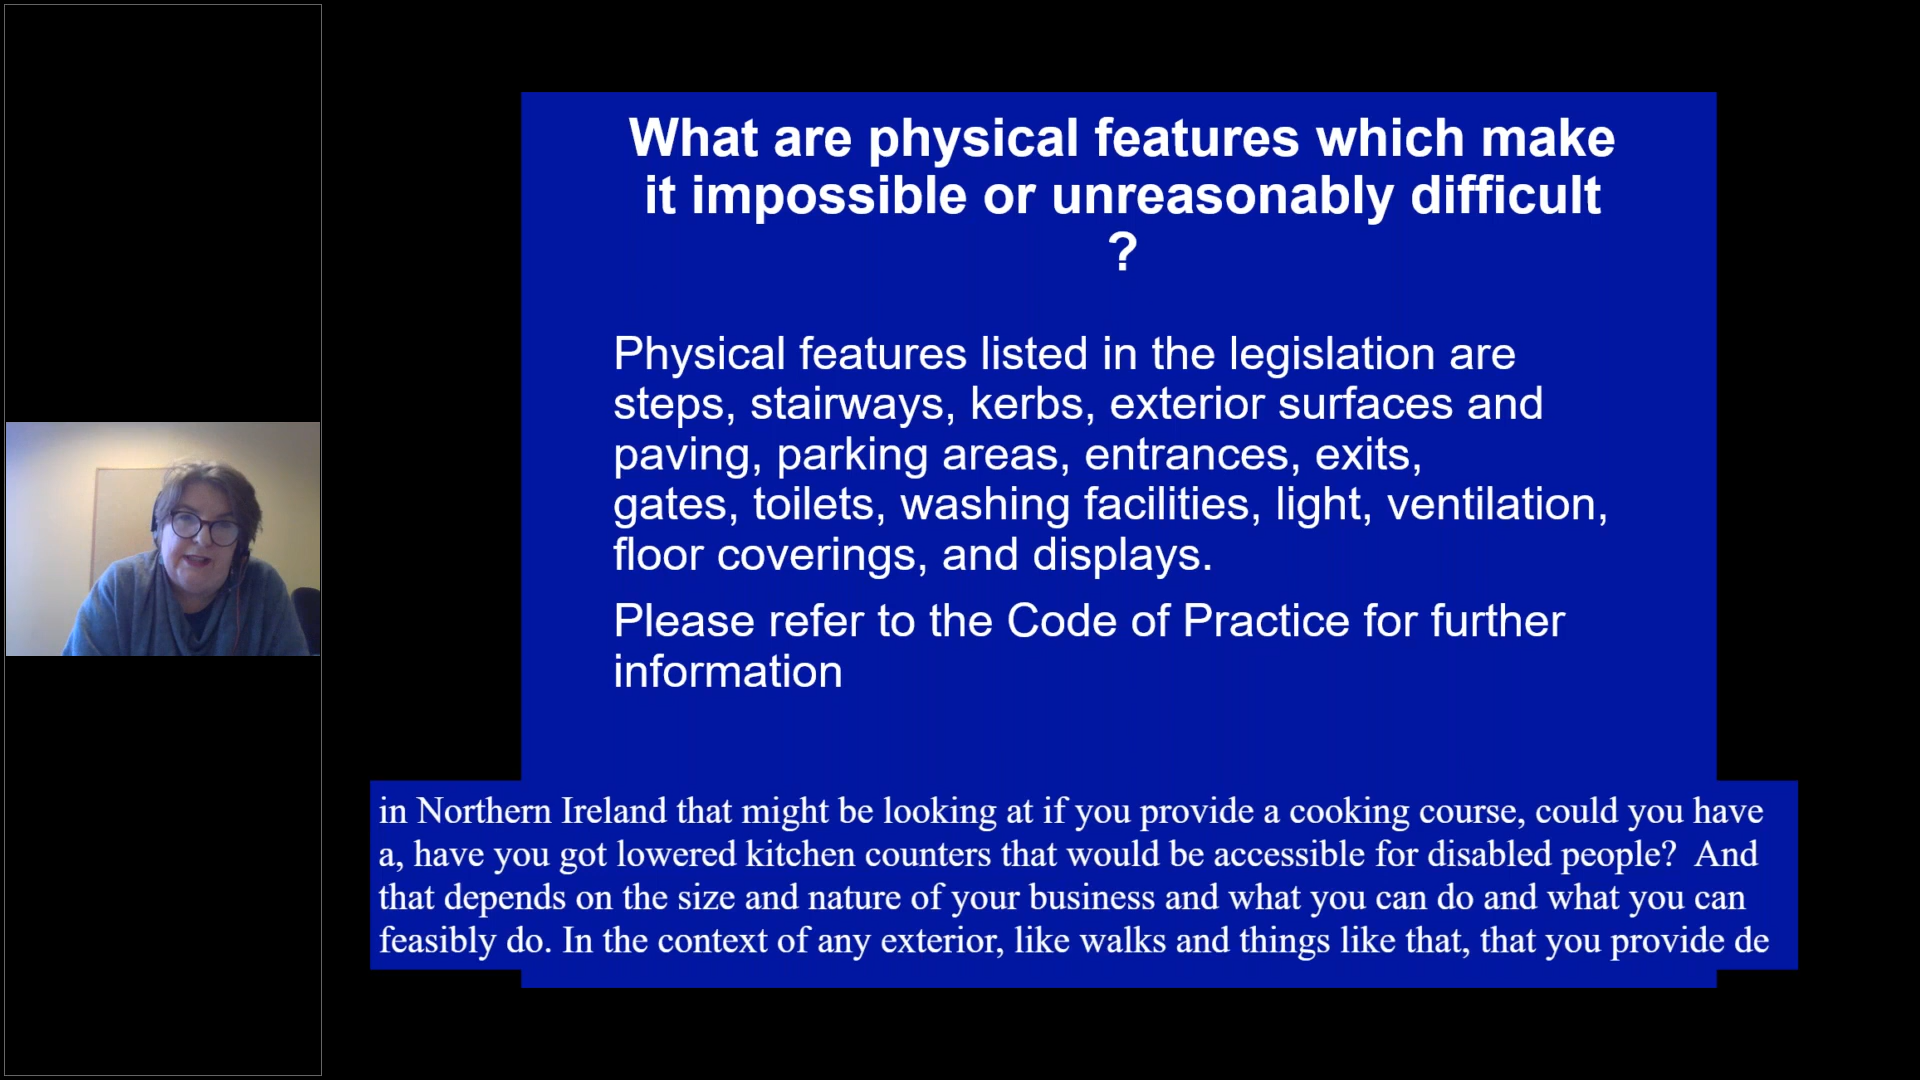 What are physical features which make
it impossible or unreasonably difficult
?
Physical features listed in the legislation are
steps, stairways, kerbs, exterior surfaces and
paving, parking areas, entrances, exits,
gates, toilets, washing facilities, light, ventilation,
floor coverings, and displays.
Please refer to the Code of Practice for further
information
in Northern Ireland that might be looking at if you provide a cooking course, could you have
a, have you got lowered kitchen counters that would be accessible for disabled people?  And
that depends on the size and nature of your business and what you can do and what you can
feasibly do. In the context of any exterior, like walks and things like that, that you provide de